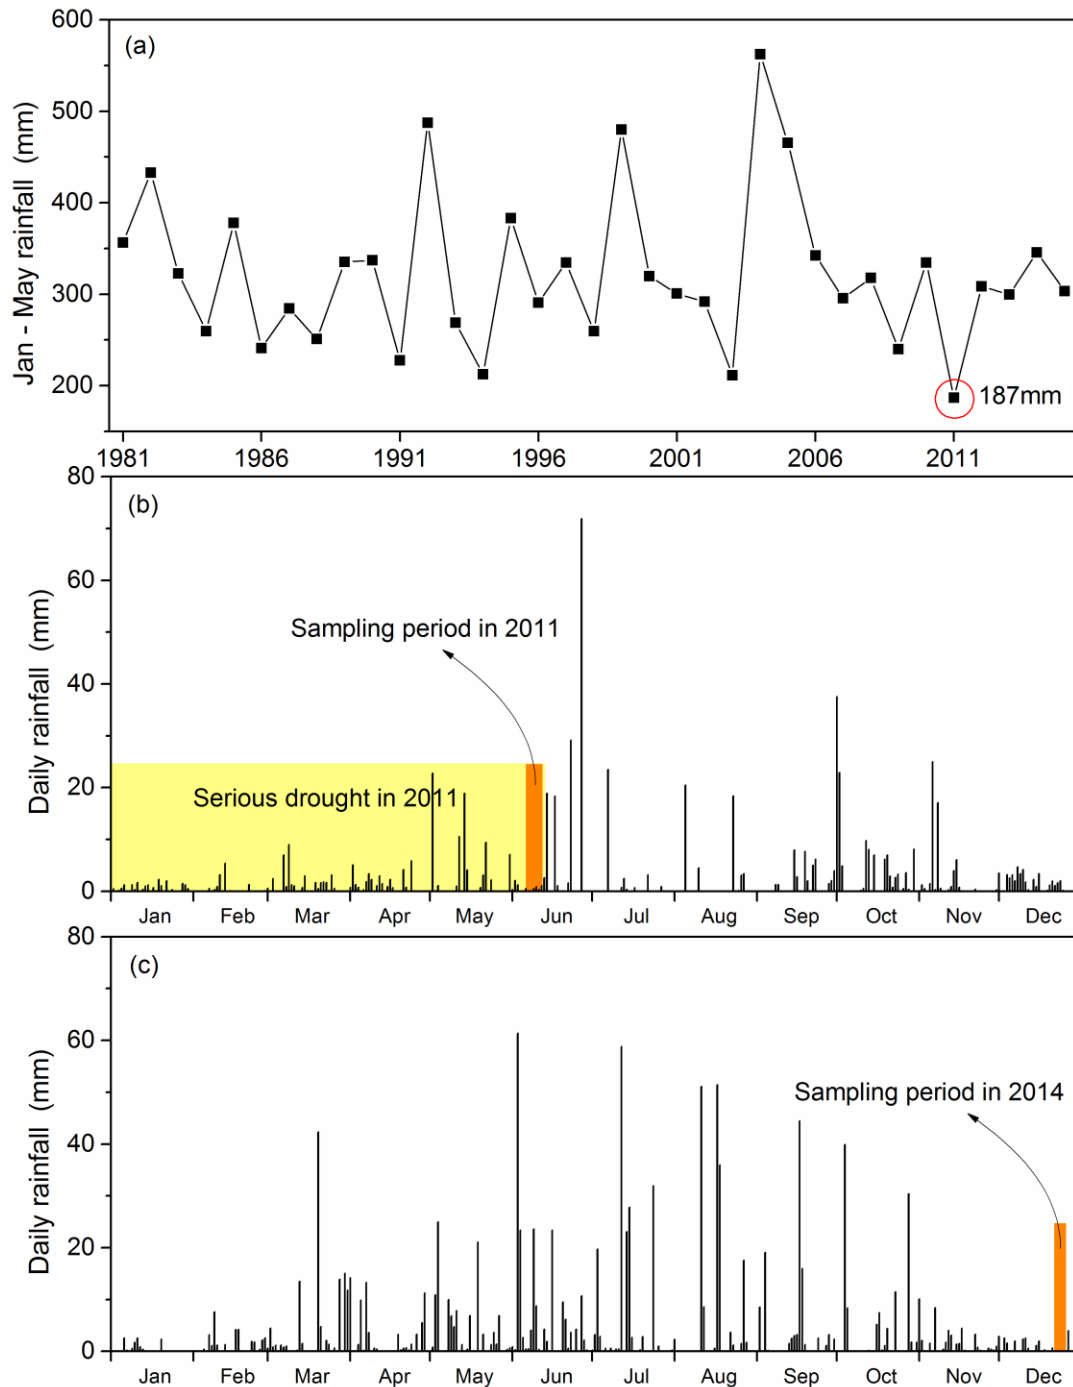 (a)
Jan - May rainfall (mm)
600
500
400
300
200
187mm
1981 1986 1991 1996 2001 2006 2011
(b)
Daily rainfall (mm)
80
60
40
20
0
Sampling period in 2011
Serious drought in 2011
Jan Feb Mar Apr May Jun Jul Aug Sep Oct Nov Dec
(c)
Daily rainfall (mm)
80
60
40
20
0
Sampling period in 2014
Jan Feb Mar Apr May Jun Jul Aug Sep Oct Nov Dec